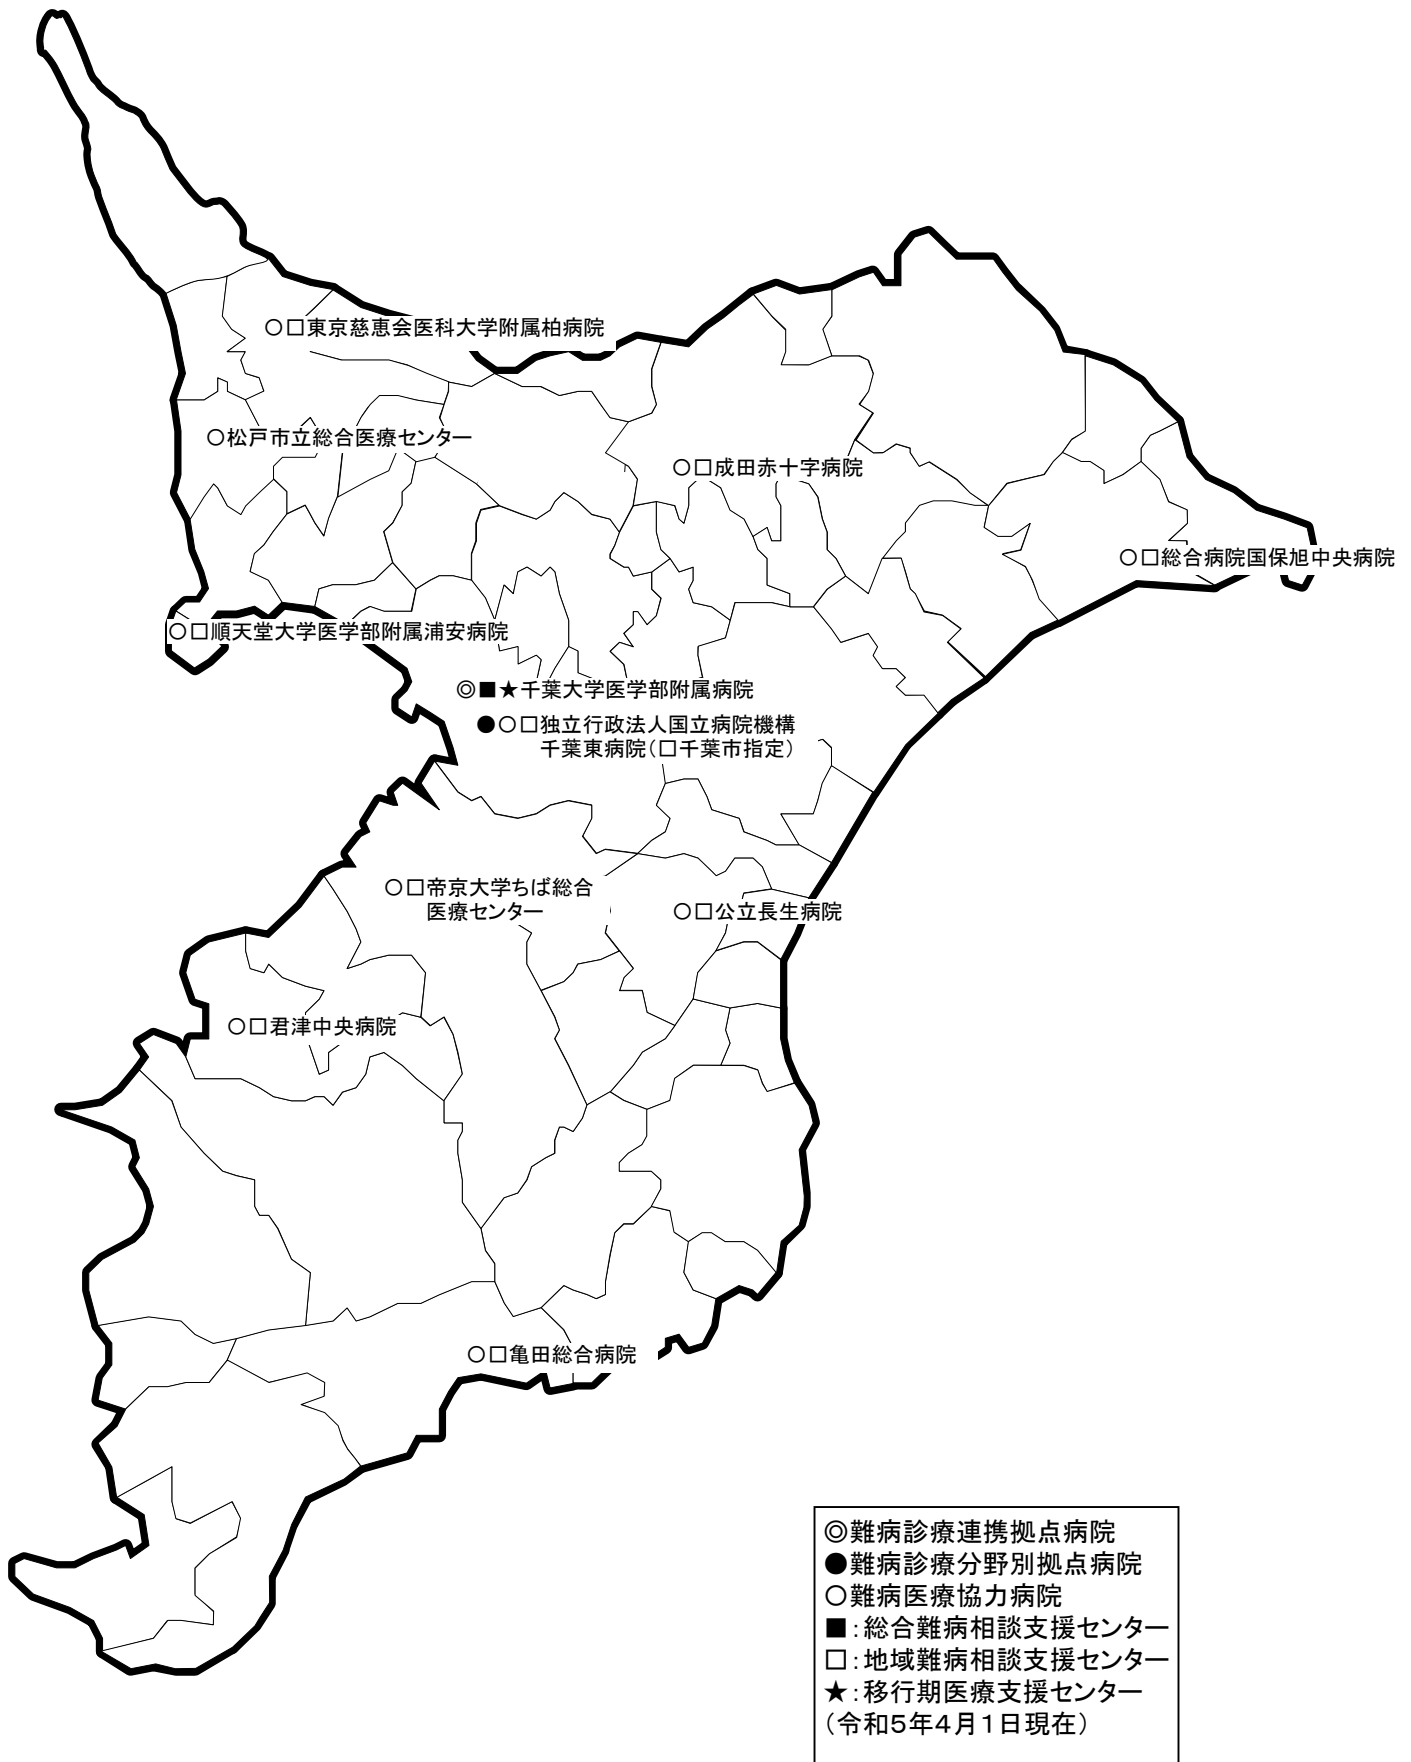 ○□東京慈恵会医科大学附属柏病院
○松戸市立総合医療センター
○□成田赤十字病院
○□総合病院国保旭中央病院
○□順天堂大学医学部附属浦安病院
◎■★千葉大学医学部附属病院
●○□独立行政法人国立病院機構
千葉東病院(□千葉市指定)
○□帝京大学ちば総合
医療センター
○□公立長生病院
○□君津中央病院
○□亀田総合病院
◎難病診療連携拠点病院
●難病診療分野別拠点病院
○難病医療協力病院
■:総合難病相談支援センター
□:地域難病相談支援センター
★:移行期医療支援センター
(令和5年4月1日現在)